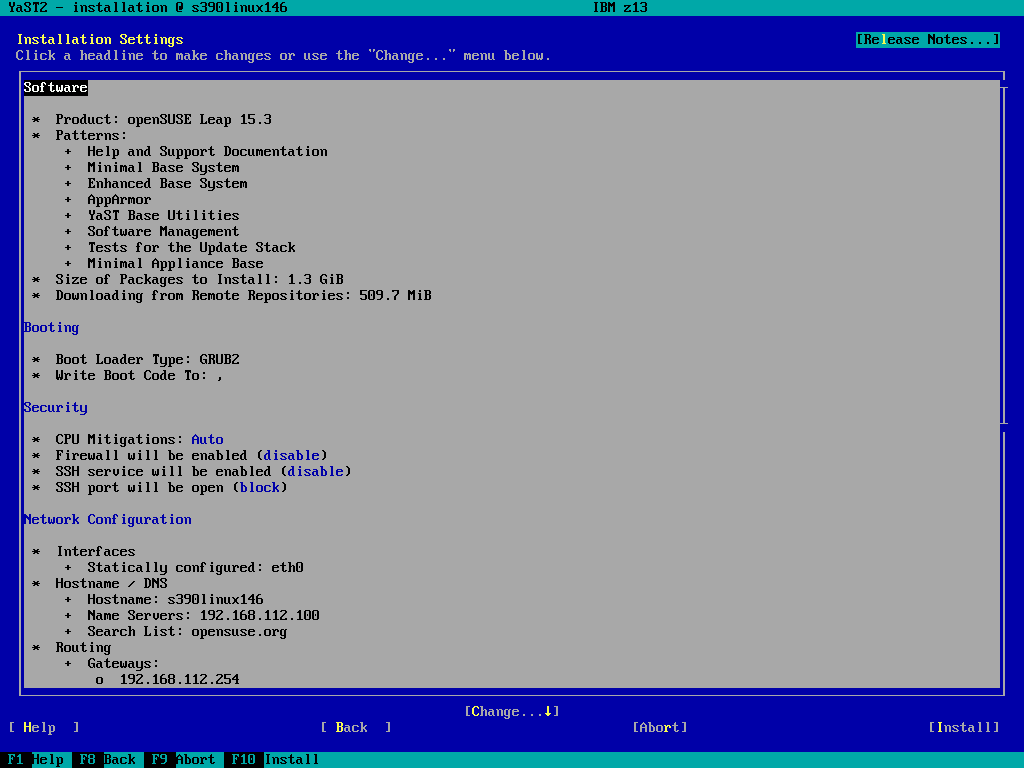 YaST2 - installation @ s390linux146 IBM z13
Installation Settings [Release Notes...]
Click a headline to make changes or use the "Change..." menu below.
Software
* Product: openSUSE Leap 15.3
* Patterns:
+ Help and Support Documentation
+ Minimal Base System
+ Enhanced Base System
+ AppArmor
+ YaST Base Utilities
+ Software Management
+ Tests for the Update Stack
+ Minimal Appliance Base
* Size of Packages to Install: 1.3 GiB
* Downloading from Remote Repositories: 509.7 MiB
Booting
* Boot Loader Type: GRUB2
* Write Boot Code To: ,
Security
* CPU Mitigations: Auto
* Firewall will be enabled (disable)
* SSH service will be enabled (disable)
* SSH port will be open (block)
Network Configuration
* Interfaces
+ Statically configured: eth0
* Hostname / DNS
+ Hostname: s390linux146
+ Name Servers: 192.168.112.100
+ Search List: opensuse.org
* Routing
+ Gateways:
o 192.168.112.254
[Change...↓]
[ Help ] [ Back ] [Abort] [Install]
F1 Help F8 Back F9 Abort F10 Install